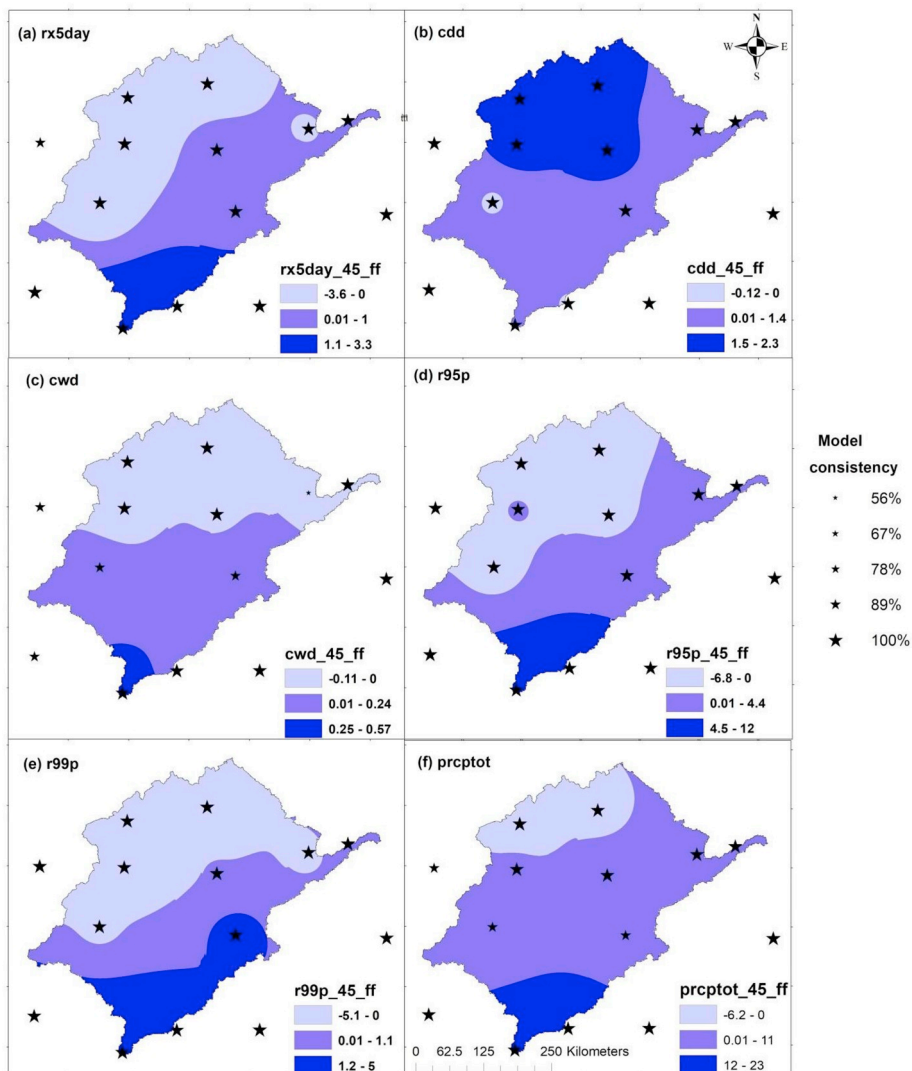 (a) rx5day
rx5day_45_ff
-3.6 - 0
0.01 - 1
1.1 - 3.3
(b) cdd
N
W E
S
cdd_45_ff
-0.12 - 0
0.01 - 1.4
1.5 - 2.3
(c) cwd
cwd_45_ff
-0.11 - 0
0.01 - 0.24
0.25 - 0.57
(d) r95p
r95p_45_ff
-6.8 - 0
0.01 - 4.4
4.5 - 12
Model
consistency
56%
67%
78%
89%
100%
(e) r99p
r99p_45_ff
-5.1 - 0
0.01 - 1.1
1.2 - 5
(f) prcptot
prcptot_45_ff
-6.2 - 0
0.01 - 11
12 - 23
0 62.5 125 250 Kilometers